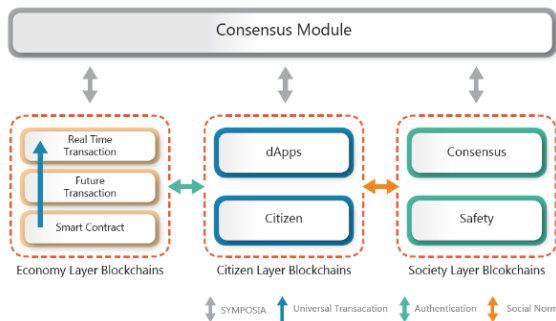 Consensus Module
Real Time
Transaction
Future
Transaction
Smart Contract
dApps
Citizen
Consensus
Safety
Economy Layer Blockchains
Citizen Layer Blockchains
Society Layer Blcokchains
SYMPOSIA
Universal Transacation
Authentication
Social Norm